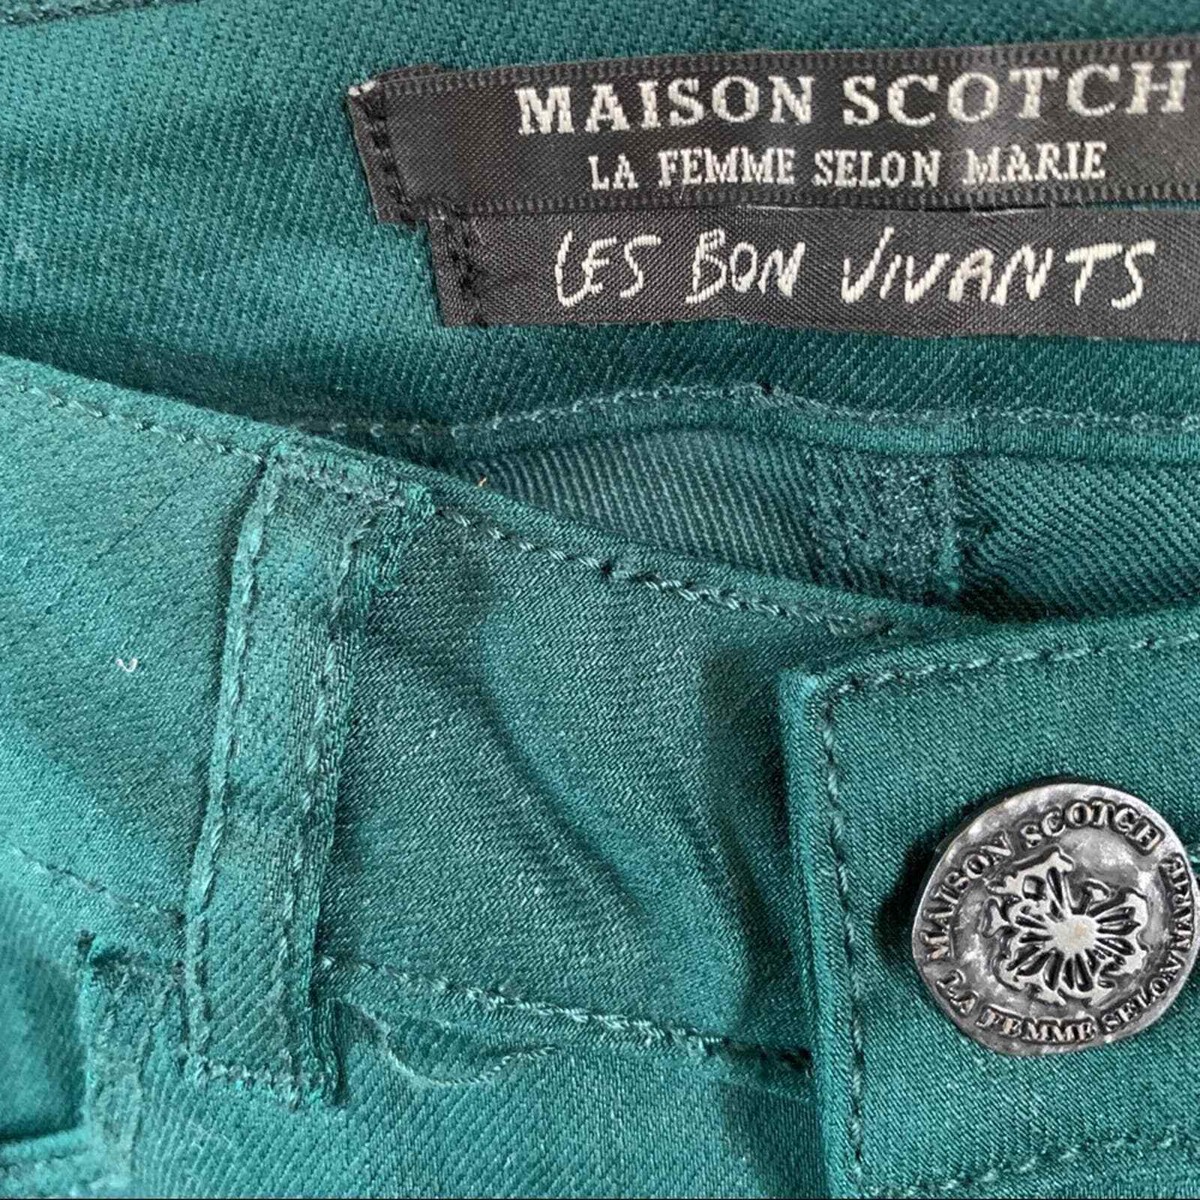 MAISON SCOTCH
LA FEMME SELON MARIE
LES BON VIVANTS
MAISON SCOTCH
LA FEMME SELON MARIE